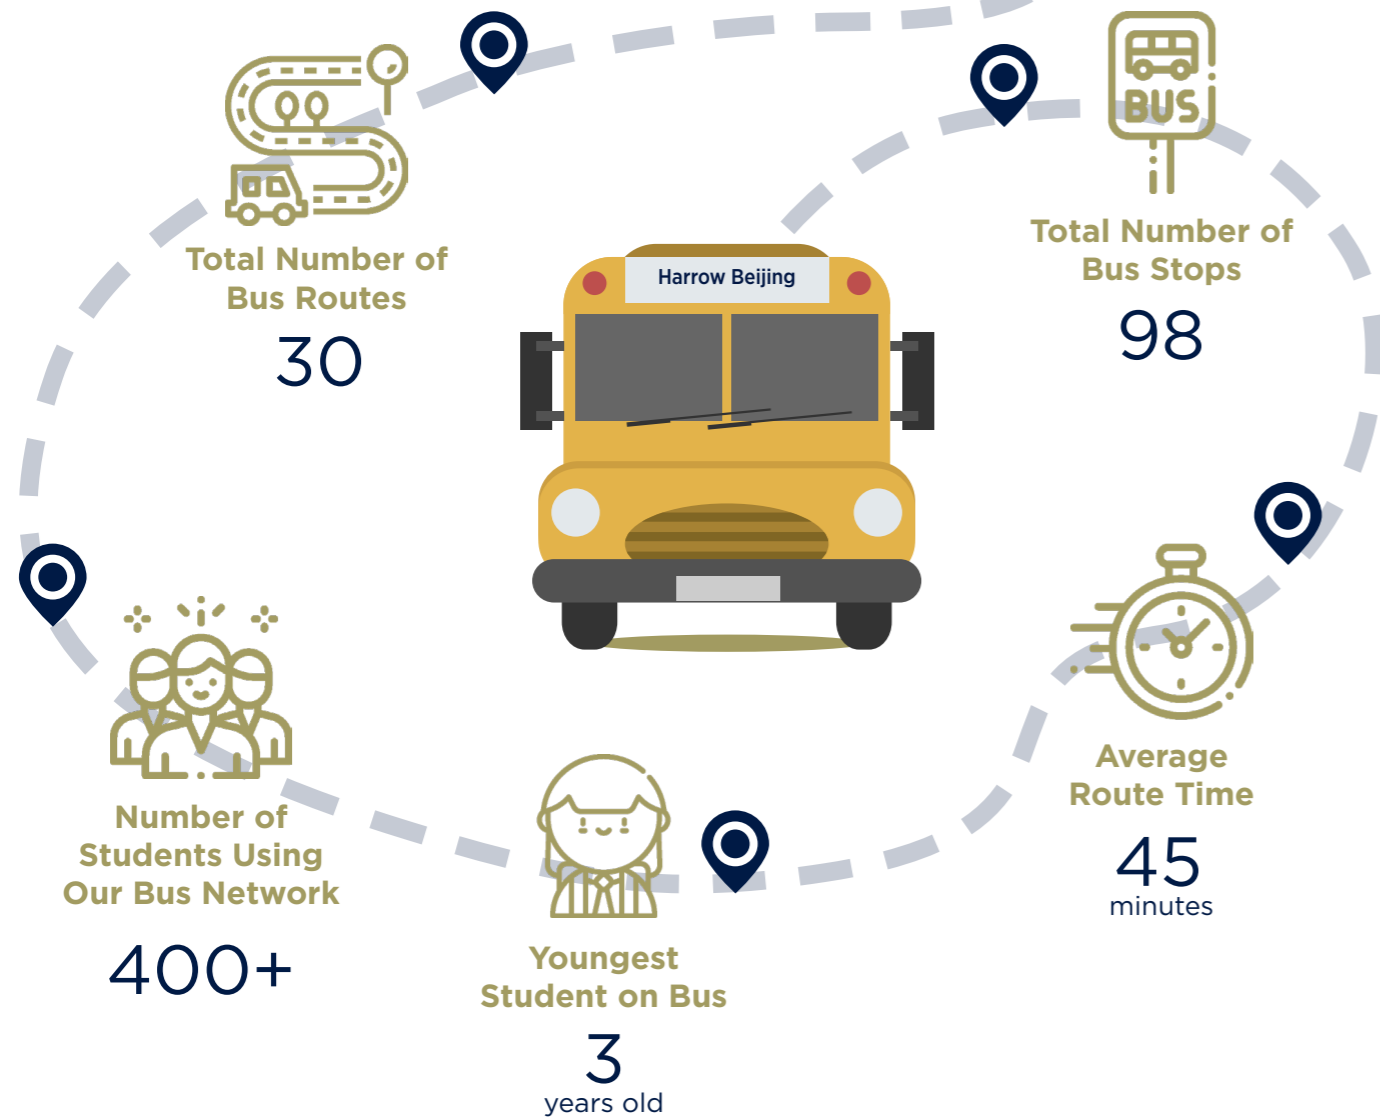 BUS
Total Number of
Bus Routes
30
Total Number of
Bus Stops
98
Harrow Beijing
Average
Route Time
45
minutes
Number of
Students Using
Our Bus Network
400+
Youngest
Student on Bus
3
years old